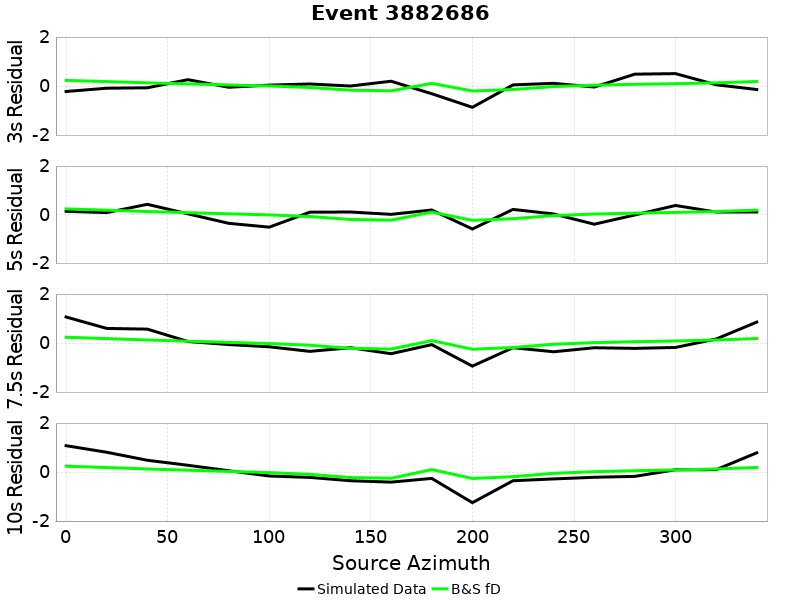 Event 3882686
3s Residual
2
0
-2
5s Residual
2
0
-2
7.5s Residual
2
0
-2
10s Residual
2
0
-2
0 50 100 150 200 250 300
Source Azimuth
Simulated Data B&S fD